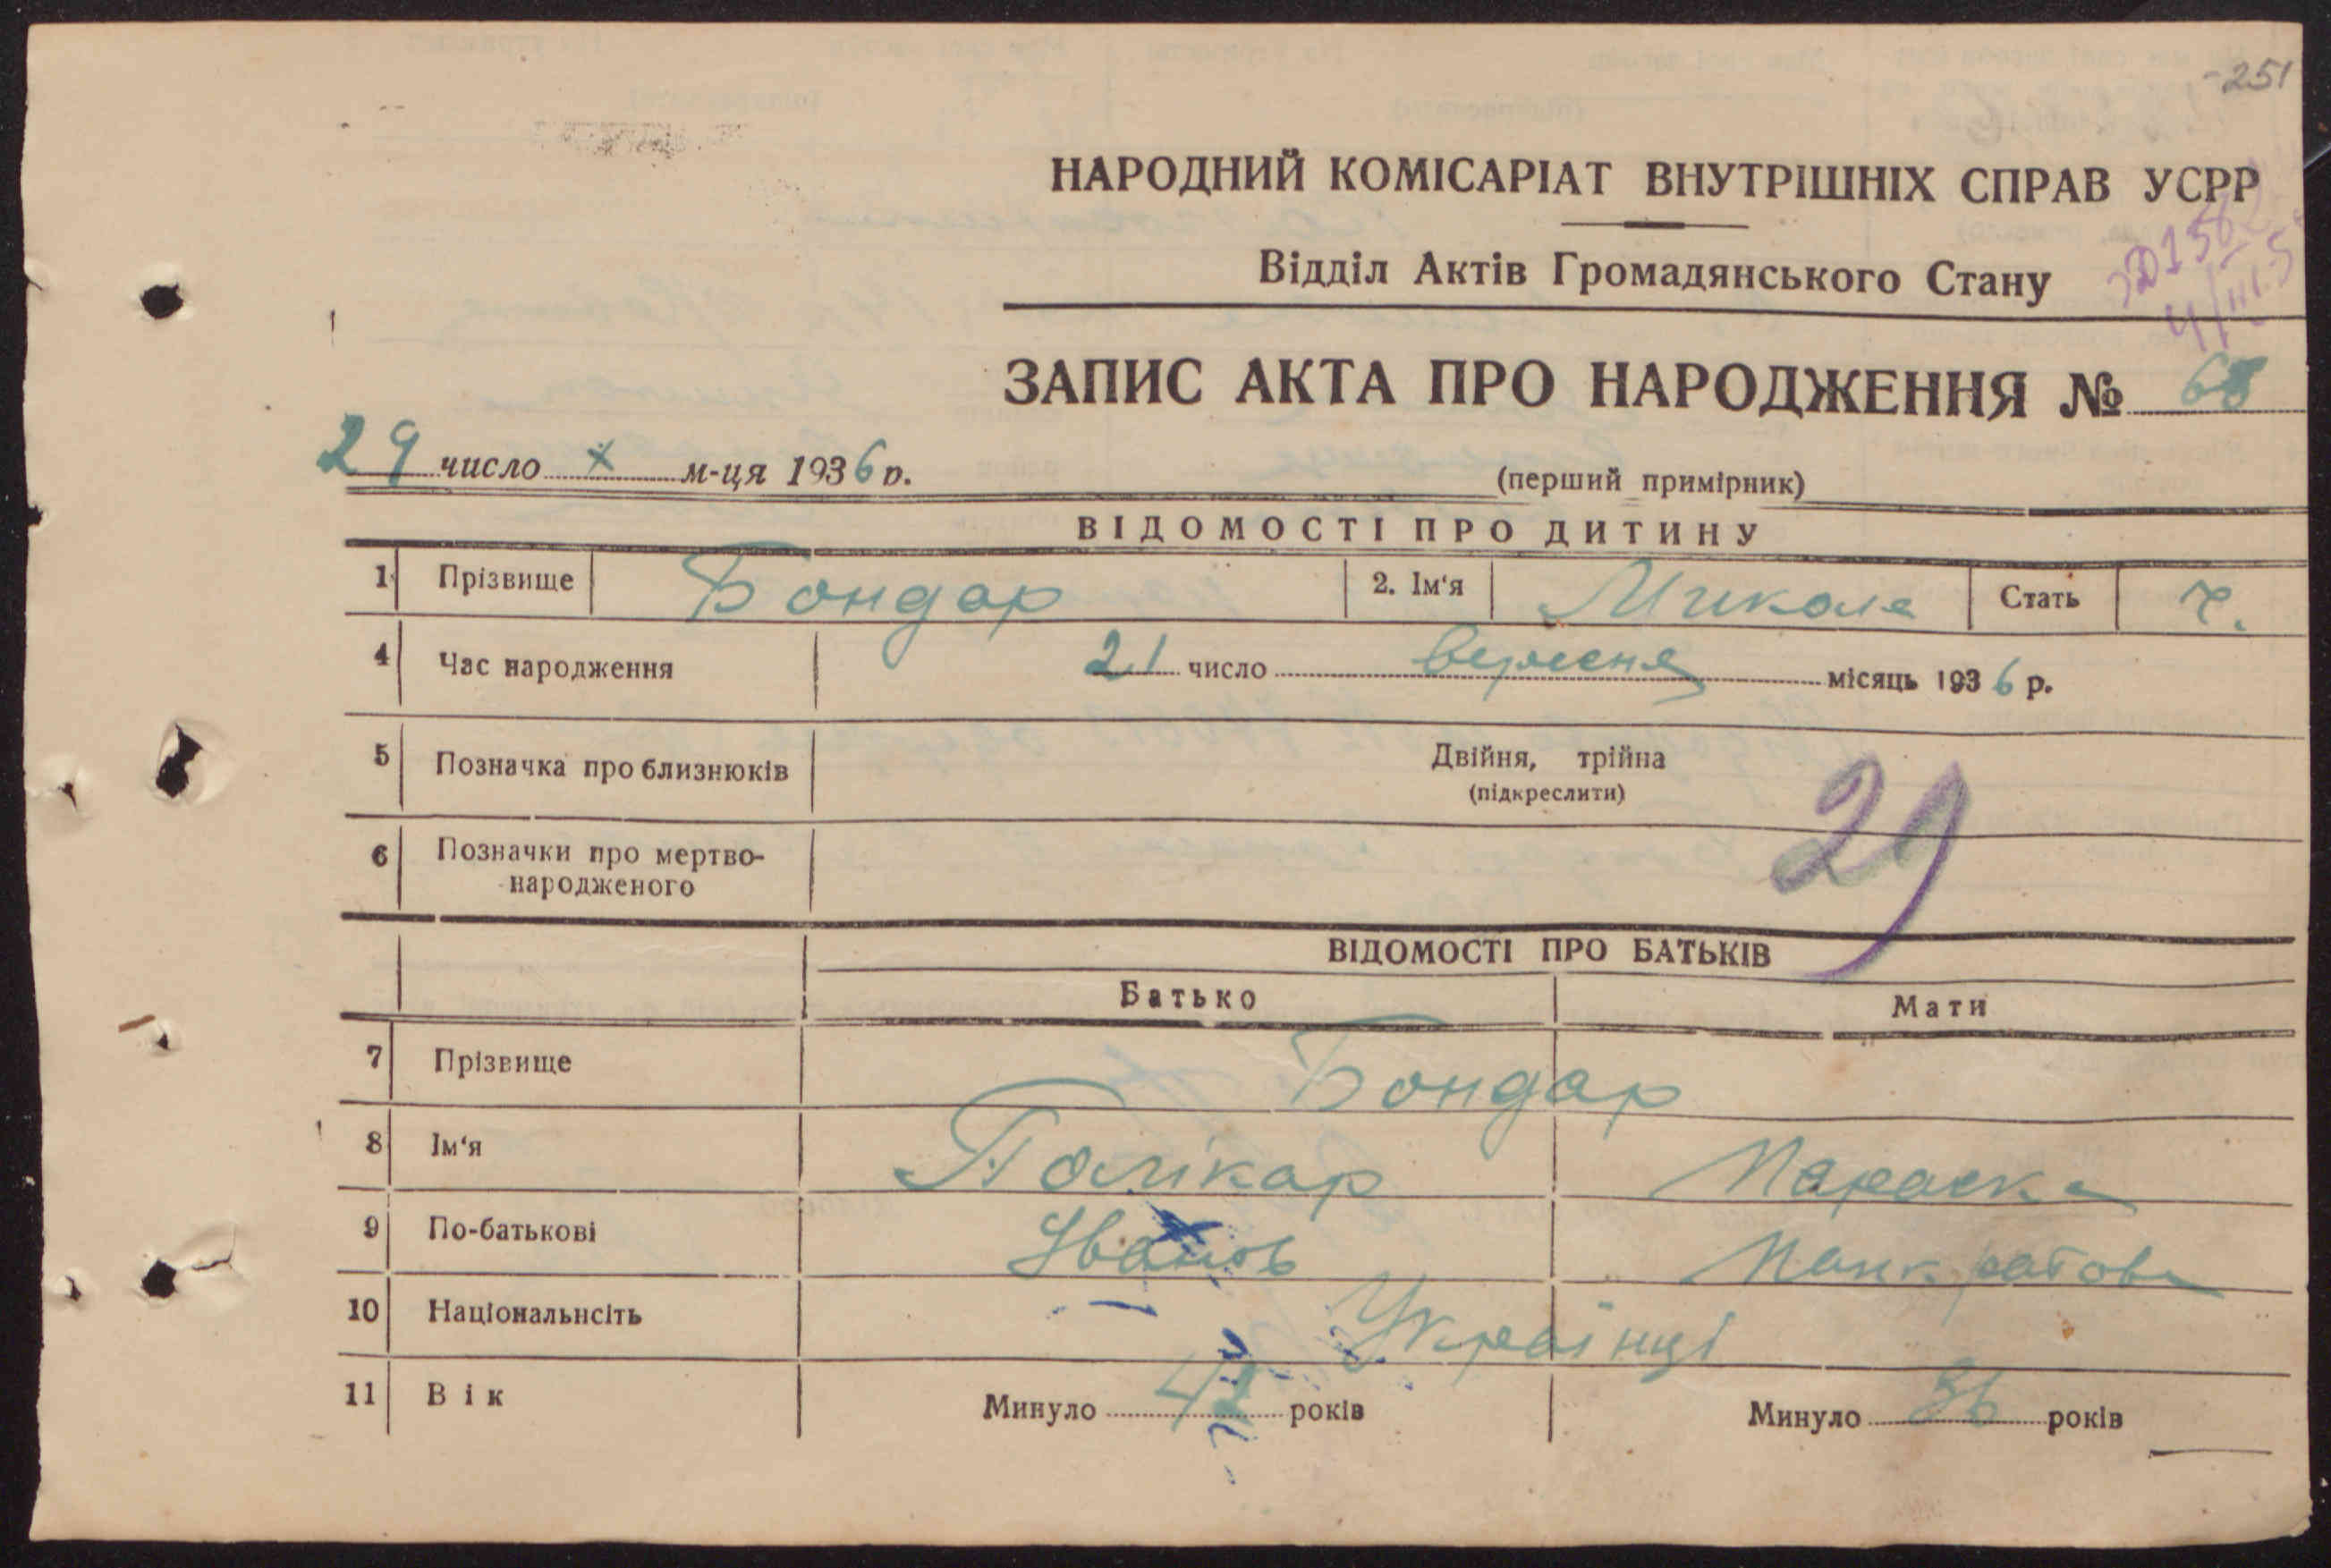 -251
НАРОДНИЙ КОМІСАРІАТ ВНУТРІШНІХ СПРАВ УСРР
Відділ Актів Громадянського Стану
ЗАПИС АКТА ПРО НАРОДЖЕННЯ № 68
29 число X м-ця 1936 р.
(перший примірник)
ВІДОМОСТІ ПРО ДИТИНУ
1 Прізвище Бондар 2. Ім'я Микола Стать ч.
4 Час народження 21 число вересня місяць 1936 р.
5 Позначка про близнюків Двійня, трійна
(підкреслити)
29
6 Позначки про мертво-
народженого
ВІДОМОСТІ ПРО БАТЬКІВ
Батько Мати
7 Прізвище Бондар
8 Ім'я Полікар Параска
9 По-батькові Іванов Панкратова
10 Національнсіть Українці
11 Вік Минуло років Минуло 36 років